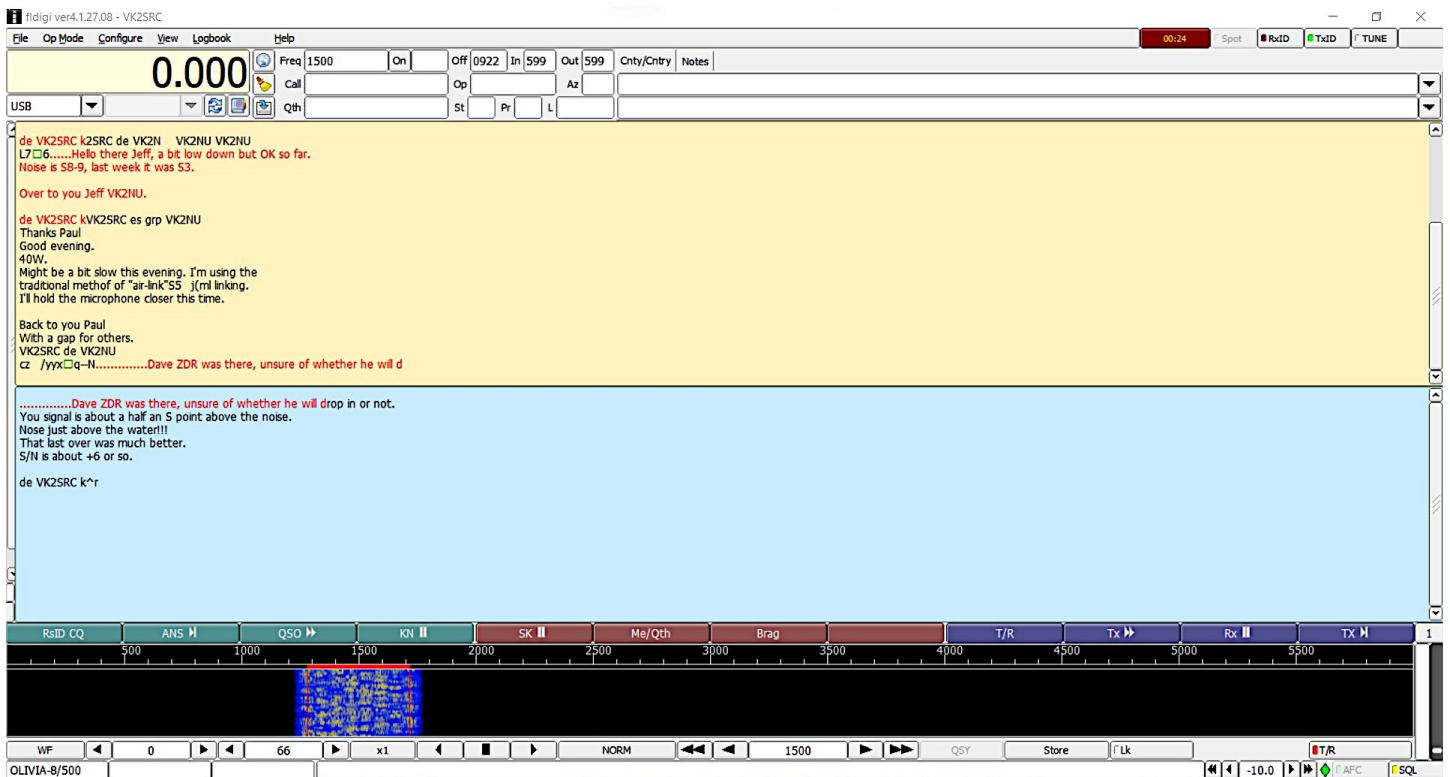 fldigi ver4.1.27.08 - VK2SRC
File Op Mode Configure View Logbook Help
00:24 Spot RxID TxID TUNE
0.000
Freq 1500 On Off 0922 In 599 Out 599 Cnty/Cntry Notes
Call Op Az
USB
Qth St Pr L
de VK2SRC k2SRC de VK2N VK2NU VK2NU
L7□6......Hello there Jeff, a bit low down but OK so far.
Noise is S8-9, last week it was S3.
Over to you Jeff VK2NU.
de VK2SRC kVK2SRC es grp VK2NU
Thanks Paul
Good evening.
40W.
Might be a bit slow this evening. I'm using the
traditional methof of "air-link"S5 j(ml linking.
I'll hold the microphone closer this time.
Back to you Paul
With a gap for others.
VK2SRC de VK2NU
cz /yyx□q--N..............Dave ZDR was there, unsure of whether he will d
..............Dave ZDR was there, unsure of whether he will drop in or not.
You signal is about a half an S point above the noise.
Nose just above the water!!!
That last over was much better.
S/N is about +6 or so.
de VK2SRC k^r
RsID CQ ANS QSO KN SK Me/Qth Brag T/R Tx Rx TX 1
500 1000 1500 2000 2500 3000 3500 4000 4500 5000 5500
WF 0 66 x1 NORM 1500 QSY Store Lk T/R
OLIVIA-8/500 -10.0 AFC SQL